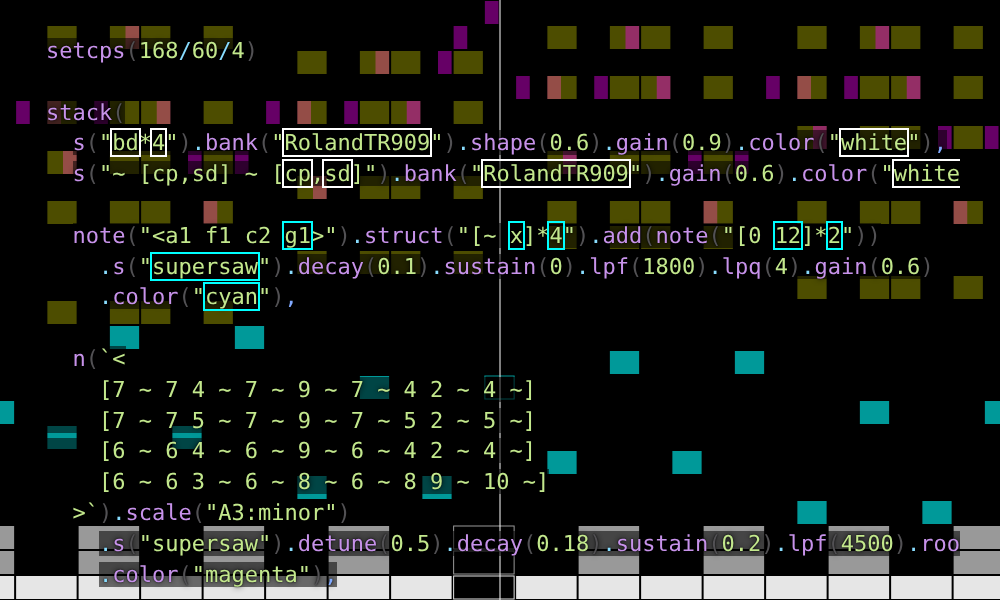 setcps(168/60/4)
stack(
s("bd*4").bank("RolandTR909").shape(0.6).gain(0.9).color("white"),
s("~ [cp,sd] ~ [cp,sd]").bank("RolandTR909").gain(0.6).color("white
note("<a1 f1 c2 g1>").struct("[~ x]*4").add(note("[0 12]*2"))
.s("supersaw").decay(0.1).sustain(0).lpf(1800).lpq(4).gain(0.6)
.color("cyan"),
n(`<
[7 ~ 7 4 ~ 7 ~ 9 ~ 7 ~ 4 2 ~ 4 ~]
[7 ~ 7 5 ~ 7 ~ 9 ~ 7 ~ 5 2 ~ 5 ~]
[6 ~ 6 4 ~ 6 ~ 9 ~ 6 ~ 4 2 ~ 4 ~]
[6 ~ 6 3 ~ 6 ~ 8 ~ 6 ~ 8 9 ~ 10 ~]
>`).scale("A3:minor")
.s("supersaw").detune(0.5).decay(0.18).sustain(0.2).lpf(4500).roo
.color("magenta"),